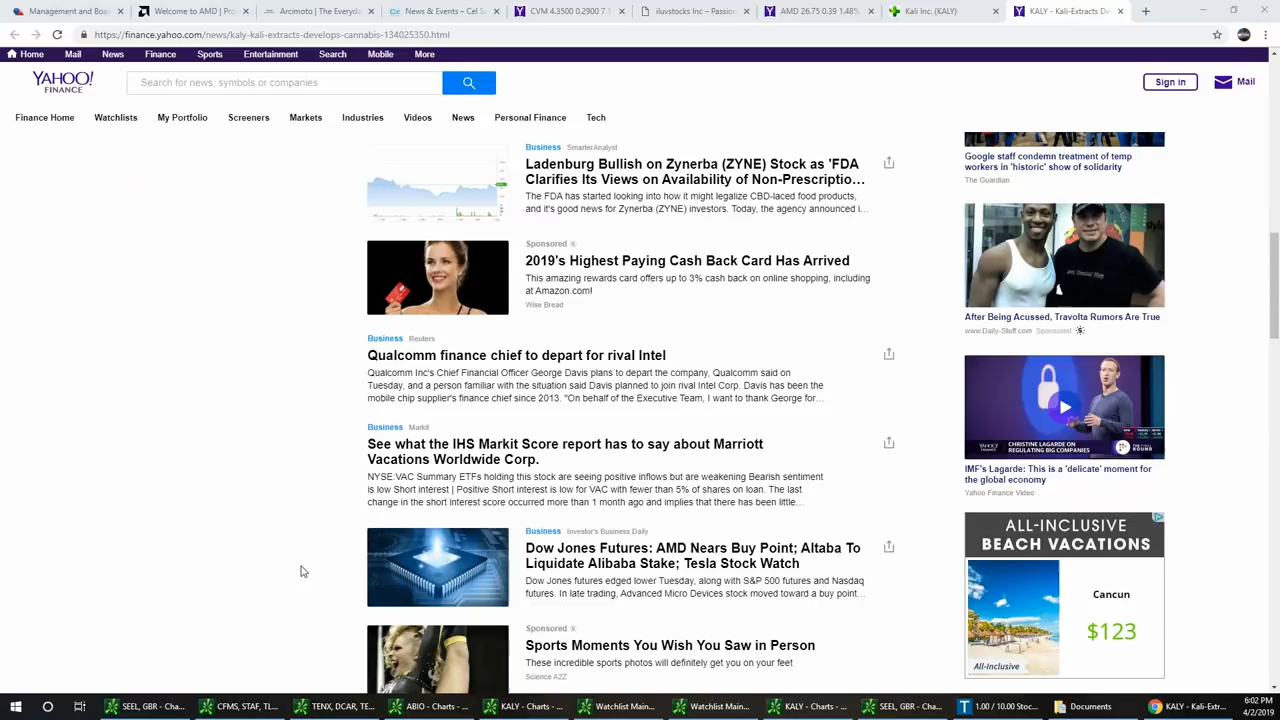 Management and Boa
Welcome to AMD | Pro
Arcimoto | The Everyda
News & Events – Cel S
CVM 4.3500 0.2900 7.1
iluvstocks Inc. – Finan
AMD 26.75 0.39 1.48%
Kali Inc. (KALY)
KALY - Kali-Extracts De
https://finance.yahoo.com/news/kaly-kali-extracts-develops-cannabis-134025350.html
Home Mail News Finance Sports Entertainment Search Mobile More
YAHOO!
FINANCE
Search for news, symbols or companies
Sign in
Mail
Finance Home Watchlists My Portfolio Screeners Markets Industries Videos News Personal Finance Tech
Business SmarterAnalyst
Ladenburg Bullish on Zynerba (ZYNE) Stock as 'FDA
Clarifies Its Views on Availability of Non-Prescriptio...
The FDA has started looking into how it might legalize CBD-laced food products,
and it's good news for Zynerba (ZYNE) investors. Today, the agency announced i...
Sponsored
2019's Highest Paying Cash Back Card Has Arrived
This amazing rewards card offers up to 3% cash back on online shopping, including
at Amazon.com!
Wise Bread
Business Reuters
Qualcomm finance chief to depart for rival Intel
Qualcomm Inc's Chief Financial Officer George Davis plans to depart the company, Qualcomm said on
Tuesday, and a person familiar with the situation said Davis planned to join rival Intel Corp. Davis has been the
mobile chip supplier's finance chief since 2013. "On behalf of the Executive Team, I want to thank George for...
Business Markit
See what the IHS Markit Score report has to say about Marriott
Vacations Worldwide Corp.
NYSE:VAC Summary ETFs holding this stock are seeing positive inflows but are weakening Bearish sentiment
is low Short interest | Positive Short interest is low for VAC with fewer than 5% of shares on loan. The last
change in the short interest score occurred more than 1 month ago and implies that there has been little...
Business Investor's Business Daily
Dow Jones Futures: AMD Nears Buy Point; Altaba To
Liquidate Alibaba Stake; Tesla Stock Watch
Dow Jones futures edged lower Tuesday, along with S&P 500 futures and Nasdaq
futures. In late trading, Advanced Micro Devices stock moved toward a buy point...
Sponsored
Sports Moments You Wish You Saw in Person
These incredible sports photos will definitely get you on your feet
Science A2Z
Google staff condemn treatment of temp
workers in 'historic' show of solidarity
The Guardian
After Being Acussed, Travolta Rumors Are True
www.Daily-Stuff.com Sponsored
YAHOO!
FINANCE
CHRISTINE LAGARDE ON
REGULATING BIG COMPANIES
IMF's Lagarde: This is a 'delicate' moment for
the global economy
Yahoo Finance Video
ALL-INCLUSIVE
BEACH VACATIONS
Cancun
$123
All-Inclusive
SEEL, GBR - Cha...
CFMS, STAF, TL...
TENX, DCAR, TE...
ABIO - Charts - ...
KALY - Charts - ...
Watchlist Main...
Watchlist Main...
KALY - Charts - ...
SEEL, GBR - Cha...
1.00 / 10.00 Stoc...
Documents
KALY - Kali-Extr...
6:02 PM
4/2/2019